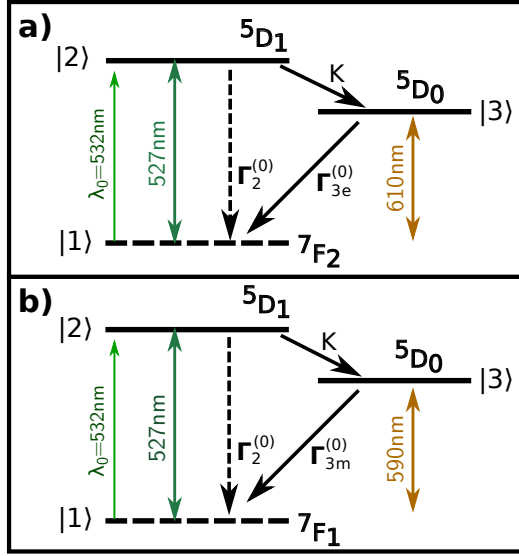 a)
|2⟩
⁵D₁
K
⁵D₀
|3⟩
λ₀=532nm
527nm
Γ₂⁽⁰⁾
Γ₃ₑ⁽⁰⁾
610nm
|1⟩
⁷F₂
b)
|2⟩
⁵D₁
K
⁵D₀
|3⟩
λ₀=532nm
527nm
Γ₂⁽⁰⁾
Γ₃ₘ⁽⁰⁾
590nm
|1⟩
⁷F₁